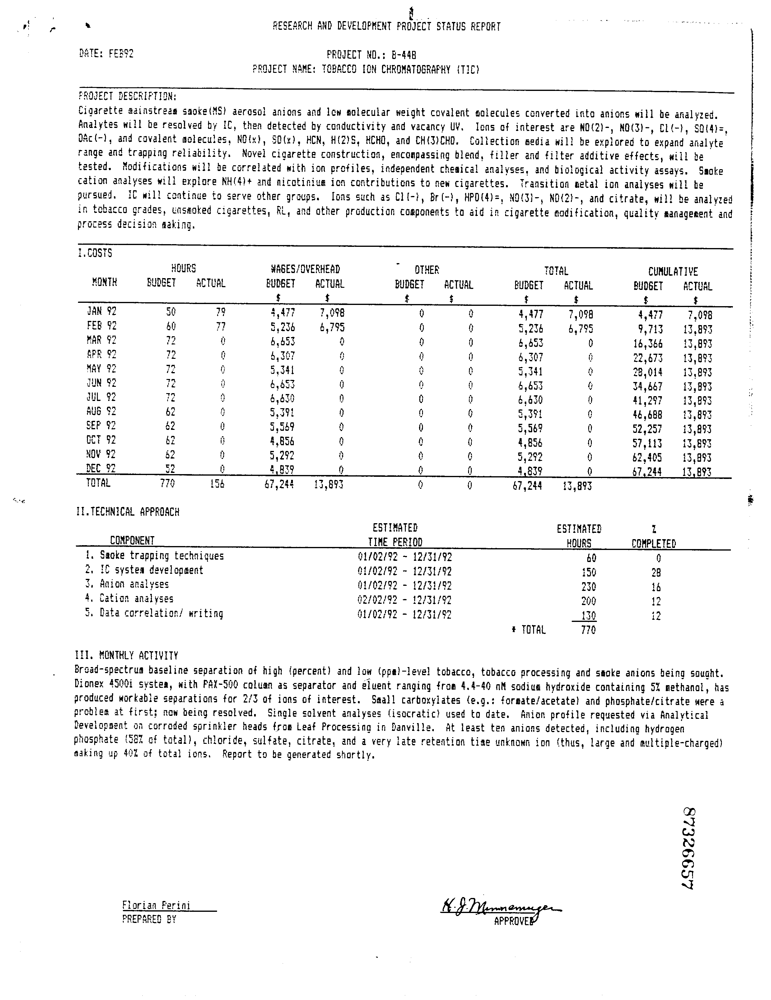 RESEARCH AND DEVELOPMENT PROJECT STATUS REPORT
DATE: FEB92
PROJECT NO.: B-448
PROJECT NAME: TOBACCO ION CHROMATOGRAPHY (TIC)
PROJECT DESCRIPTION:
Cigarette mainstream smoke(MS) aerosol anions and low molecular weight covalent molecules converted into anions will be analyzed.
Analytes will be resolved by IC, then detected by conductivity and vacancy UV. Ions of interest are NO(2)-, NO(3)-, Cl(-), SO(4)=,
OAc(-), and covalent molecules, NO(x), SO(x), HCN, H(2)S, HCHO, and CH(3)CHO. Collection media will be explored to expand analyte
range and trapping reliability. Novel cigarette construction, encompassing blend, filler and filter additive effects, will be
tested. Modifications will be correlated with ion profiles, independent chemical analyses, and biological activity assays. Smoke
cation analyses will explore NH(4)+ and nicotinium ion contributions to new cigarettes. Transition metal ion analyses will be
pursued. IC will continue to serve other groups. Ions such as Cl(-), Br(-), HPO(4)=, NO(3)-, NO(2)-, and citrate, will be analyzed
in tobacco grades, unsmoked cigarettes, RL, and other production components to aid in cigarette modification, quality management and
process decision making.
I.COSTS
HOURS WAGES/OVERHEAD OTHER TOTAL CUMULATIVE
MONTH BUDGET ACTUAL BUDGET ACTUAL BUDGET ACTUAL BUDGET ACTUAL BUDGET ACTUAL
$ $ $ $ $ $ $ $
JAN 92 50 79 4,477 7,098 0 0 4,477 7,098 4,477 7,098
FEB 92 60 77 5,236 6,795 0 0 5,236 6,795 9,713 13,893
MAR 92 72 0 6,653 0 0 0 6,653 0 16,366 13,893
APR 92 72 0 6,307 0 0 0 6,307 0 22,673 13,893
MAY 92 72 0 5,341 0 0 0 5,341 0 28,014 13,893
JUN 92 72 0 6,653 0 0 0 6,653 0 34,667 13,893
JUL 92 72 0 6,630 0 0 0 6,630 0 41,297 13,893
AUG 92 62 0 5,391 0 0 0 5,391 0 46,688 13,893
SEP 92 62 0 5,569 0 0 0 5,569 0 52,257 13,893
OCT 92 62 0 4,856 0 0 0 4,856 0 57,113 13,893
NOV 92 62 0 5,292 0 0 0 5,292 0 62,405 13,893
DEC 92 52 0 4,839 0 0 0 4,839 0 67,244 13,893
TOTAL 770 156 67,244 13,893 0 0 67,244 13,893
II.TECHNICAL APPROACH
ESTIMATED ESTIMATED %
COMPONENT TIME PERIOD HOURS COMPLETED
1. Smoke trapping techniques 01/02/92 - 12/31/92 60 0
2. IC system development 01/02/92 - 12/31/92 150 28
3. Anion analyses 01/02/92 - 12/31/92 230 16
4. Cation analyses 02/02/92 - 12/31/92 200 12
5. Data correlation/ writing 01/02/92 - 12/31/92 130 12
* TOTAL 770
III. MONTHLY ACTIVITY
Broad-spectrum baseline separation of high (percent) and low (ppm)-level tobacco, tobacco processing and smoke anions being sought.
Dionex 4500i system, with PAX-500 column as separator and eluent ranging from 4.4-40 mM sodium hydroxide containing 5% methanol, has
produced workable separations for 2/3 of ions of interest. Small carboxylates (e.g.: formate/acetate) and phosphate/citrate were a
problem at first; now being resolved. Single solvent analyses (isocratic) used to date. Anion profile requested via Analytical
Development on corroded sprinkler heads from Leaf Processing in Danville. At least ten anions detected, including hydrogen
phosphate (58% of total), chloride, sulfate, citrate, and a very late retention time unknown ion (thus, large and multiple-charged)
making up 40% of total ions. Report to be generated shortly.
87326657
Florian Perini
PREPARED BY
APPROVED